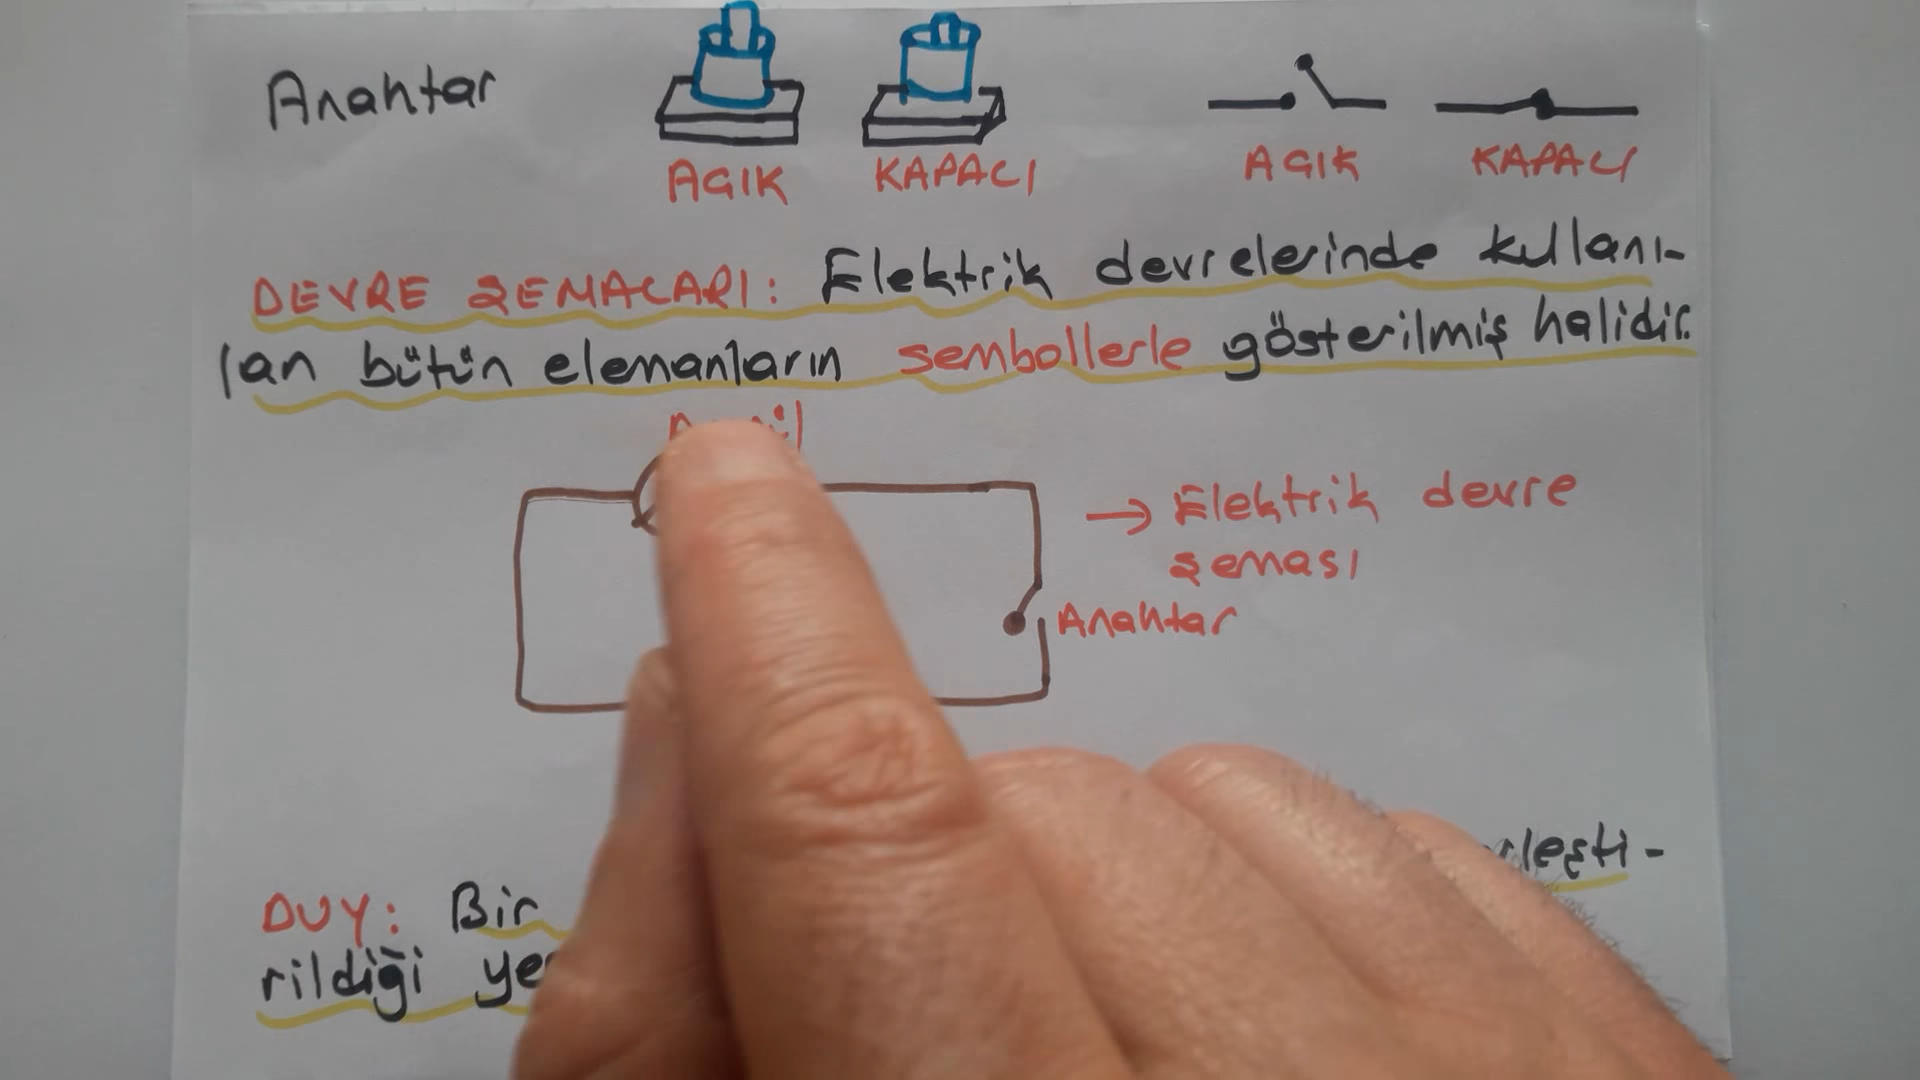 Anahtar
AÇIK
KAPALI
AÇIK
KAPALI
DEVRE ŞEMALARI: Elektrik devrelerinde kullanı-
lan bütün elemanların sembollerle gösterilmiş halidir.
→ Elektrik devre
şeması
Anahtar
DUY: Bir
rildiği